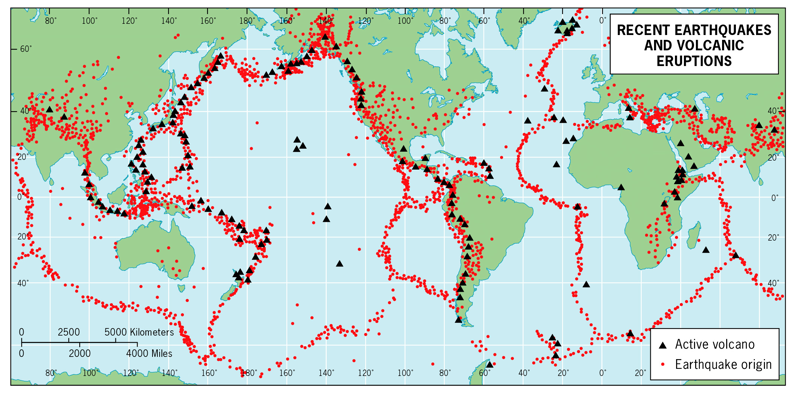 80° 100° 120° 140° 160° 180° 160° 140° 120° 100° 80° 60° 40° 20° 0°
RECENT EARTHQUAKES
AND VOLCANIC
ERUPTIONS
60°
40° 40°
20° 20°
0° 0°
20° 20°
40° 40°
0 2500 5000 Kilometers
0 2000 4000 Miles
Active volcano
Earthquake origin
80° 100° 120° 140° 160° 180° 160° 140° 120° 100° 80° 60° 40° 20° 0° 20°